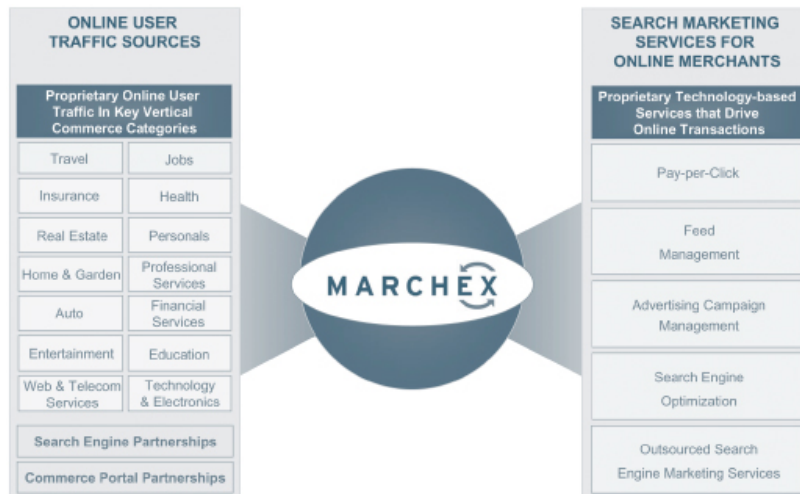 ONLINE USER
TRAFFIC SOURCES
Proprietary Online User
Traffic In Key Vertical
Commerce Categories
Travel
Jobs
Insurance
Health
Real Estate
Personals
Home & Garden
Professional
Services
Auto
Financial
Services
Entertainment
Education
Web & Telecom
Services
Technology
& Electronics
Search Engine Partnerships
Commerce Portal Partnerships
MARCHEX
SEARCH MARKETING
SERVICES FOR
ONLINE MERCHANTS
Proprietary Technology-based
Services that Drive
Online Transactions
Pay-per-Click
Feed
Management
Advertising Campaign
Management
Search Engine
Optimization
Outsourced Search
Engine Marketing Services